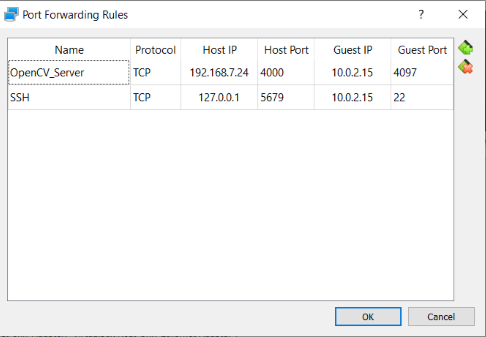 Port Forwarding Rules
Name Protocol Host IP Host Port Guest IP Guest Port
OpenCV_Server TCP 192.168.7.24 4000 10.0.2.15 4097
SSH TCP 127.0.0.1 5679 10.0.2.15 22
OK Cancel